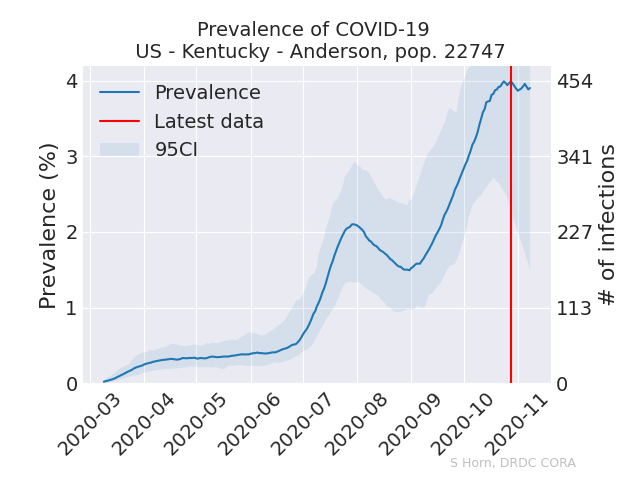 Prevalence of COVID-19
US - Kentucky - Anderson, pop. 22747
Prevalence
Latest data
95CI
Prevalence (%)
4
3
2
1
0
454
341
227
113
0
# of infections
2020-03
2020-04
2020-05
2020-06
2020-07
2020-08
2020-09
2020-10
2020-11
S Horn, DRDC CORA